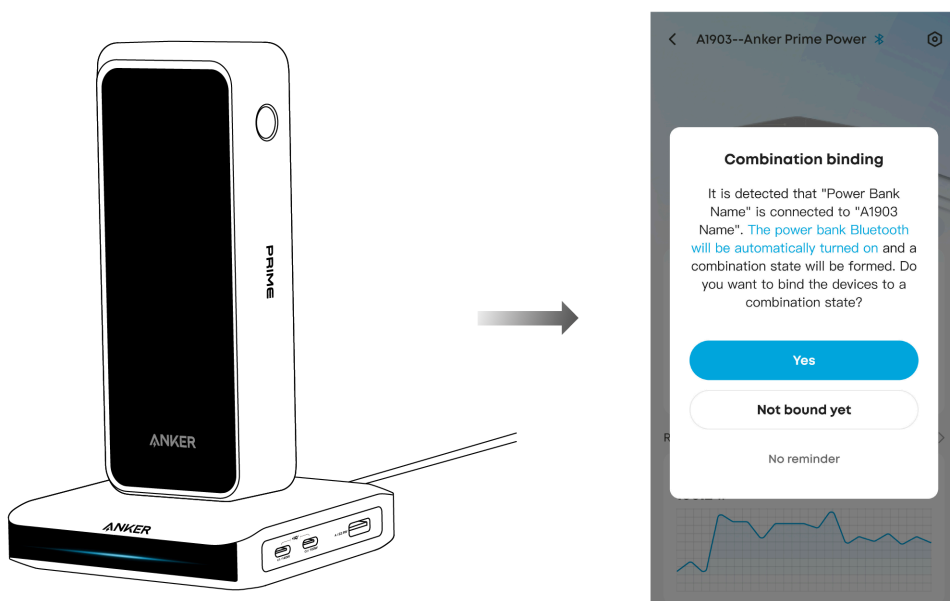 PRIME
ANKER
ANKER
A1903--Anker Prime Power
Combination binding
It is detected that "Power Bank
Name" is connected to "A1903
Name". The power bank Bluetooth
will be automatically turned on and a
combination state will be formed. Do
you want to bind the devices to a
combination state?
Yes
Not bound yet
No reminder